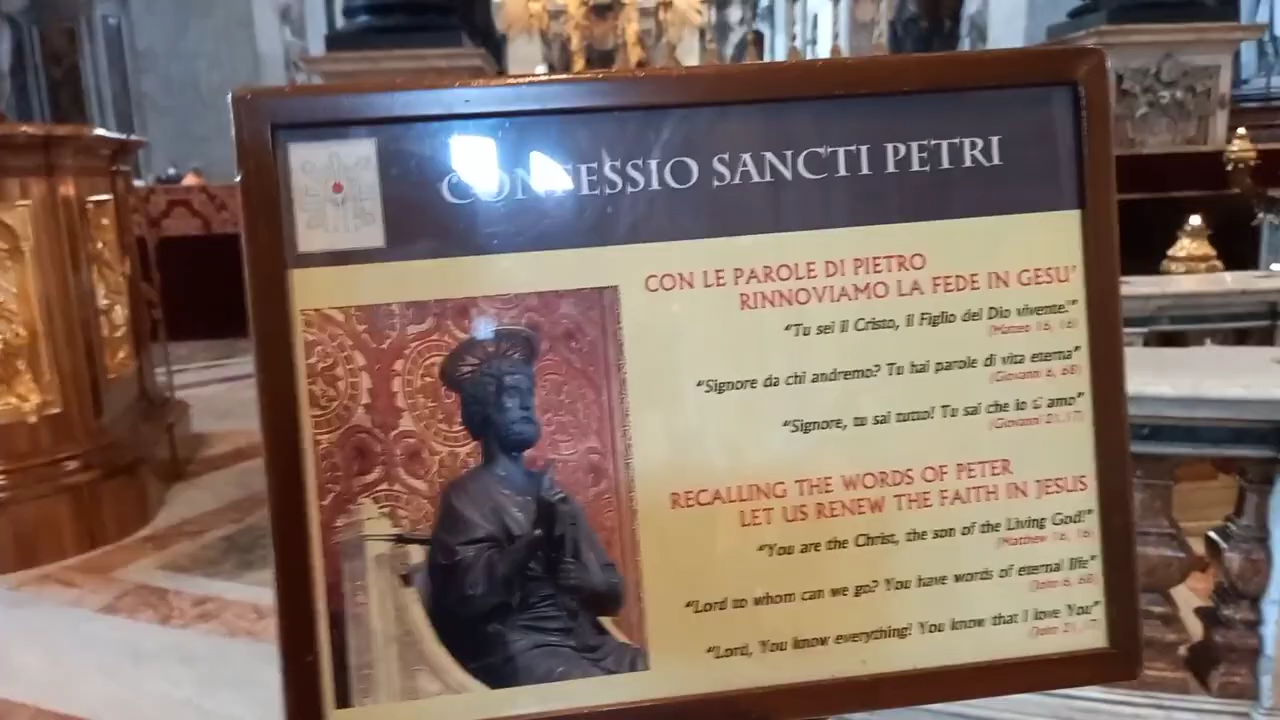 CONFESSIO SANCTI PETRI
CON LE PAROLE DI PIETRO
RINNOVIAMO LA FEDE IN GESU'
"Tu sei il Cristo, il Figlio del Dio vivente."
(Matteo 16, 16)
"Signore da chi andremo? Tu hai parole di vita eterna"
(Giovanni 6, 68)
"Signore, tu sai tutto! Tu sai che io ti amo"
(Giovanni 21,17)
RECALLING THE WORDS OF PETER
LET US RENEW THE FAITH IN JESUS
"You are the Christ, the son of the Living God!"
(Matthew 16, 16)
"Lord to whom can we go? You have words of eternal life"
(John 6, 68)
"Lord, You know everything! You know that I love You"
(John 21,17)